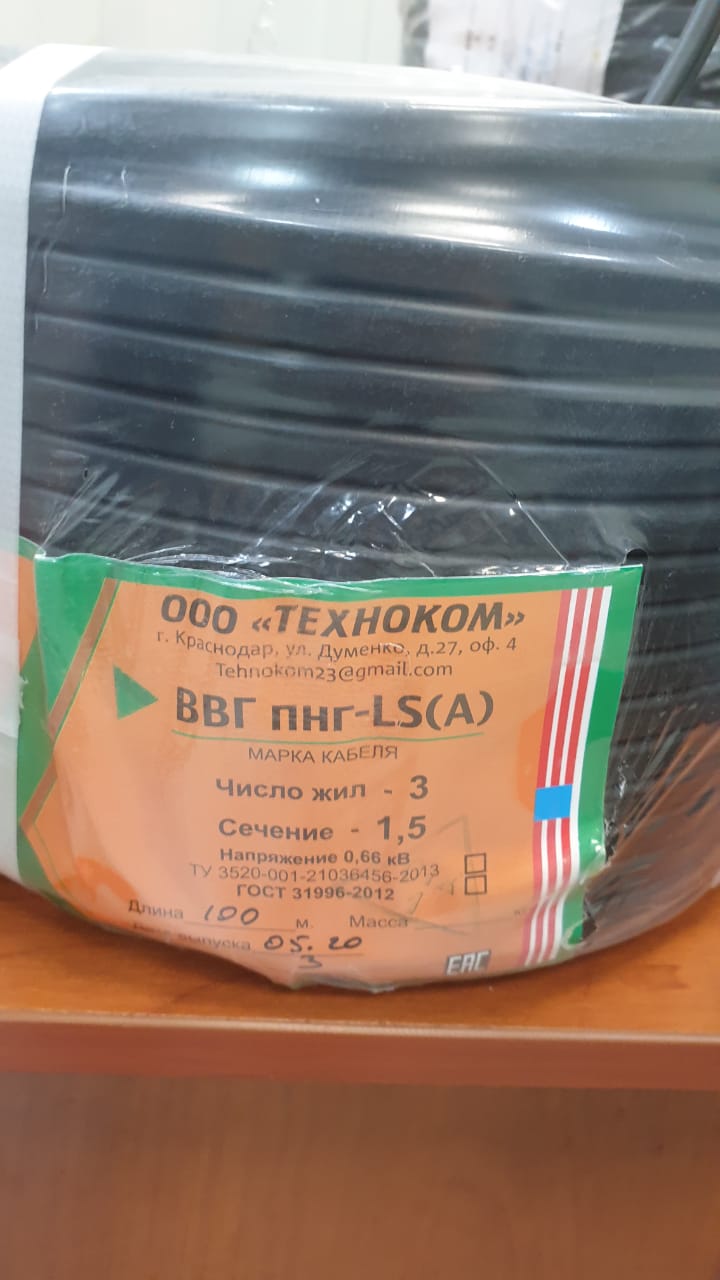 ООО «ТЕХНОКОМ»
г. Краснодар, ул. Думенко, д.27, оф. 4
Tehnokom23@gmail.com
ВВГ пнг-LS(А)
МАРКА КАБЕЛЯ
Число жил - 3
Сечение - 1,5
Напряжение 0,66 кВ
ТУ 3520-001-21036456-2013
ГОСТ 31996-2012
Длина 100 м. Масса
выпуска 05.20
3
EAC